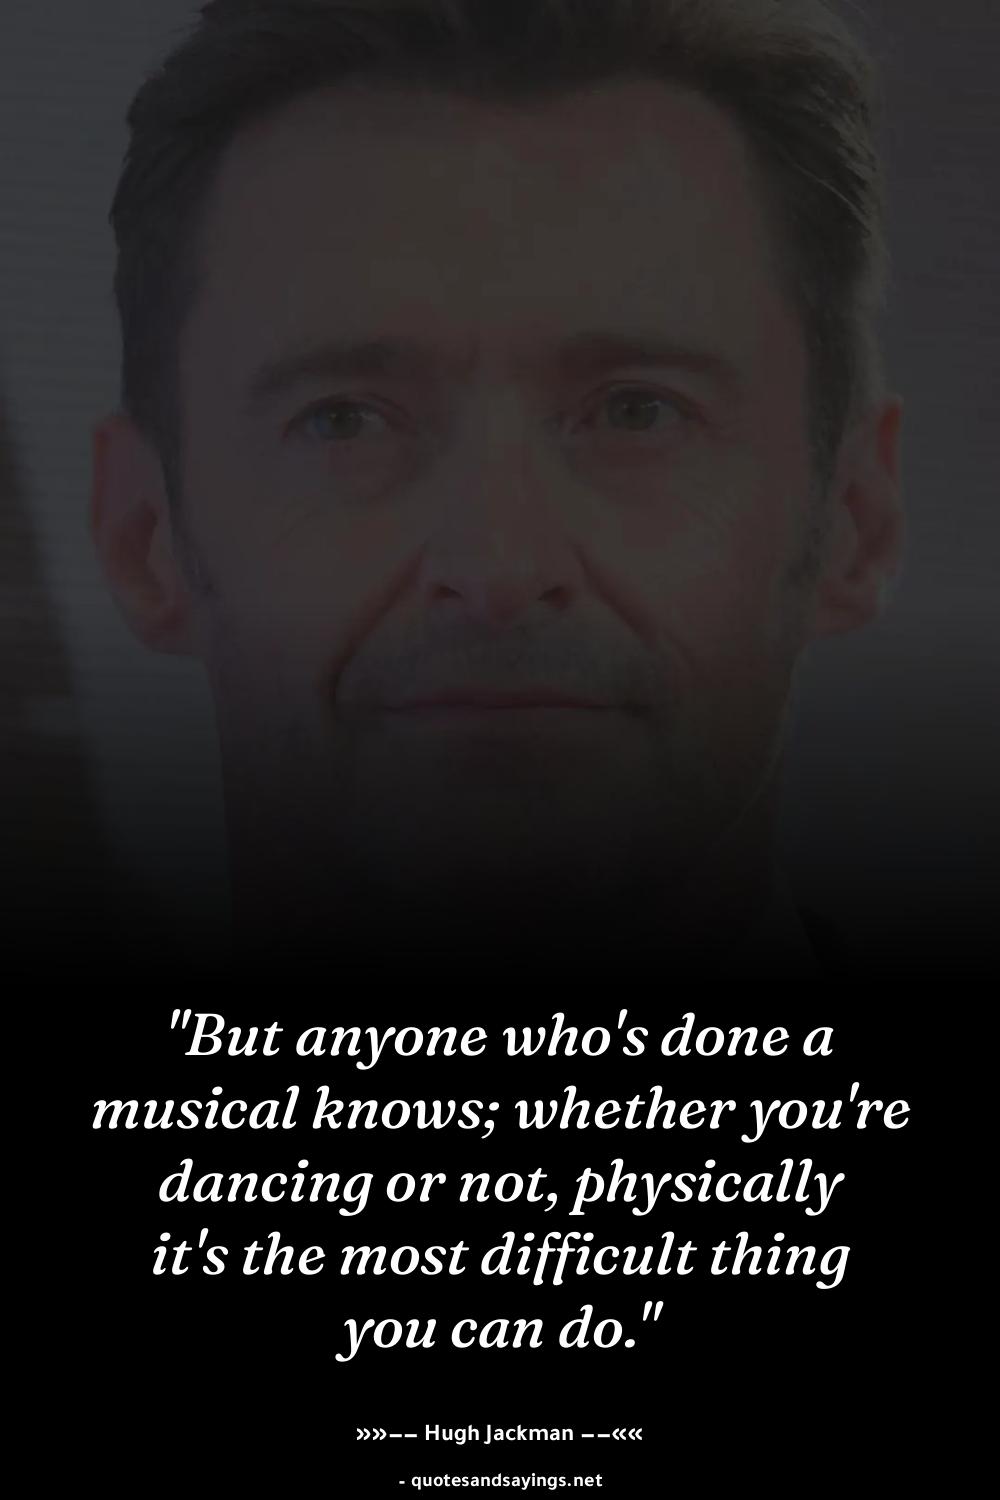 "But anyone who's done a
musical knows; whether you're
dancing or not, physically
it's the most difficult thing
you can do."
»»–– Hugh Jackman ––««
- quotesandsayings.net